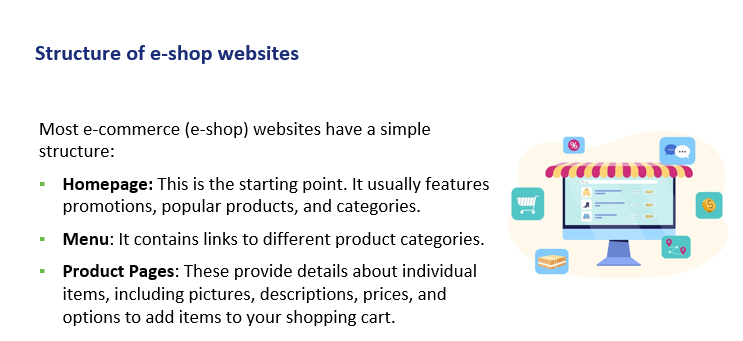 Structure of e-shop websites
Most e-commerce (e-shop) websites have a simple
structure:
▪ Homepage: This is the starting point. It usually features
promotions, popular products, and categories.
▪ Menu: It contains links to different product categories.
▪ Product Pages: These provide details about individual
items, including pictures, descriptions, prices, and
options to add items to your shopping cart.